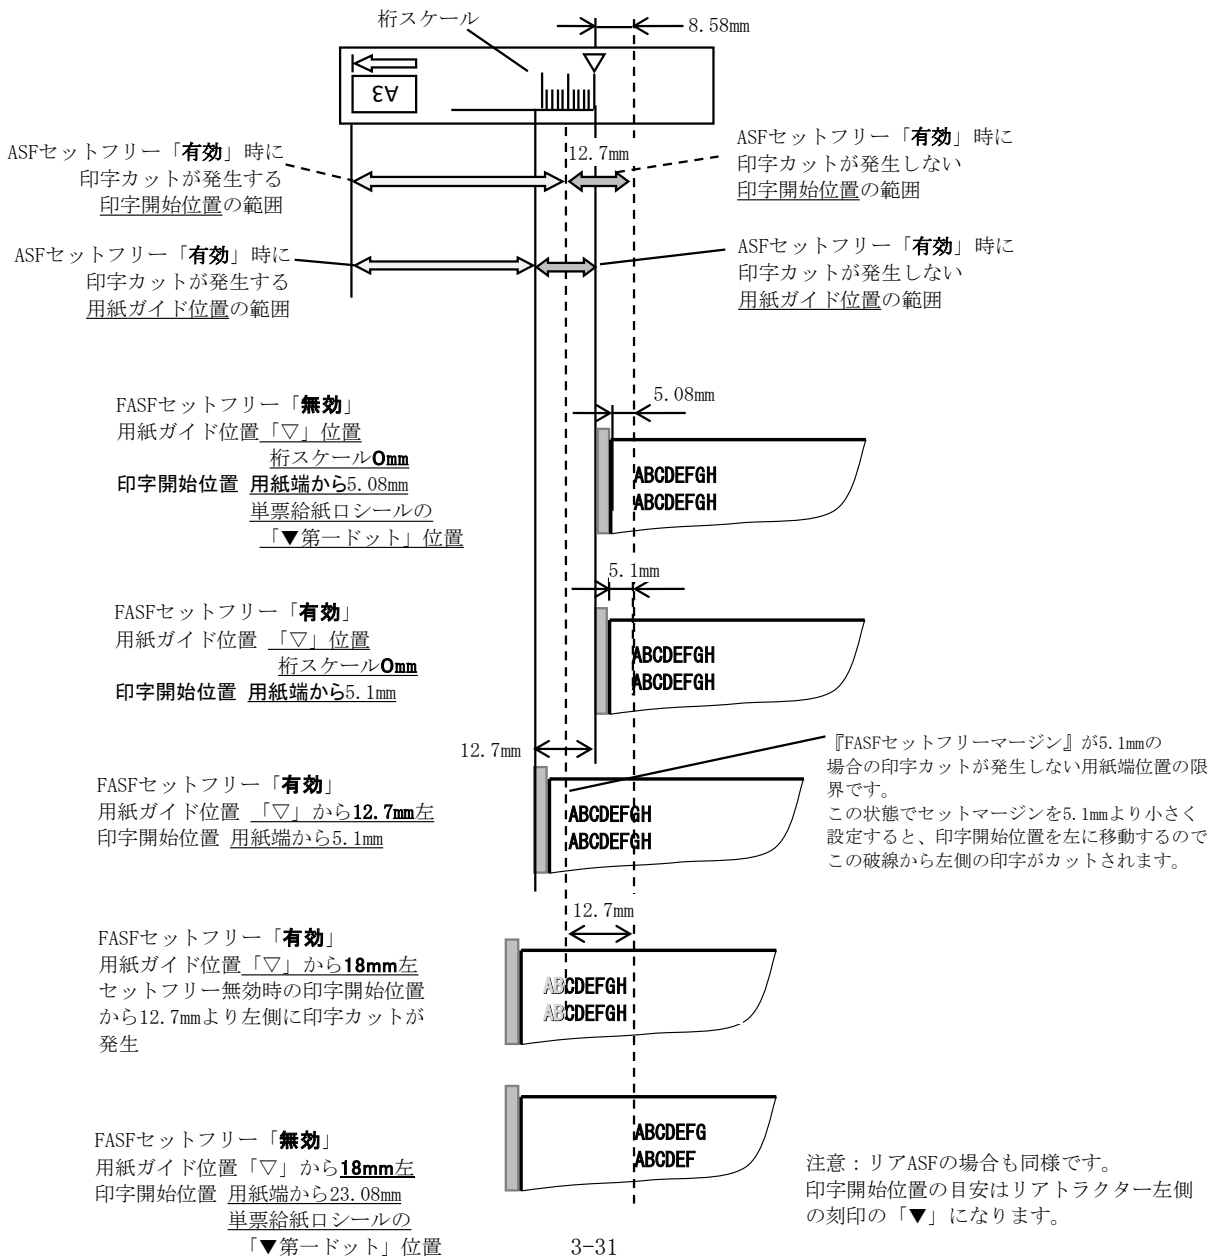 桁スケール
8.58mm
A3
ASFセットフリー「有効」時に
印字カットが発生する
印字開始位置の範囲
12.7mm
ASFセットフリー「有効」時に
印字カットが発生しない
印字開始位置の範囲
ASFセットフリー「有効」時に
印字カットが発生する
用紙ガイド位置の範囲
ASFセットフリー「有効」時に
印字カットが発生しない
用紙ガイド位置の範囲
FASFセットフリー「無効」
用紙ガイド位置「▽」位置
桁スケール0mm
印字開始位置 用紙端から5.08mm
単票給紙口シールの
「▼第一ドット」位置
5.08mm
ABCDEFGH
ABCDEFGH
FASFセットフリー「有効」
用紙ガイド位置 「▽」位置
桁スケール0mm
印字開始位置 用紙端から5.1mm
5.1mm
ABCDEFGH
ABCDEFGH
12.7mm
FASFセットフリー「有効」
用紙ガイド位置 「▽」から12.7mm左
印字開始位置 用紙端から5.1mm
ABCDEFGH
ABCDEFGH
『FASFセットフリーマージン』が5.1mmの
場合の印字カットが発生しない用紙端位置の限
界です。
この状態でセットマージンを5.1mmより小さく
設定すると、印字開始位置を左に移動するので
この破線から左側の印字がカットされます。
FASFセットフリー「有効」
用紙ガイド位置「▽」から18mm左
セットフリー無効時の印字開始位置
から12.7mmより左側に印字カットが
発生
12.7mm
ABCDEFGH
ABCDEFGH
FASFセットフリー「無効」
用紙ガイド位置「▽」から18mm左
印字開始位置 用紙端から23.08mm
単票給紙口シールの
「▼第一ドット」位置
ABCDEFG
ABCDEF
注意：リアASFの場合も同様です。
印字開始位置の目安はリアトラクター左側
の刻印の「▼」になります。
3-31